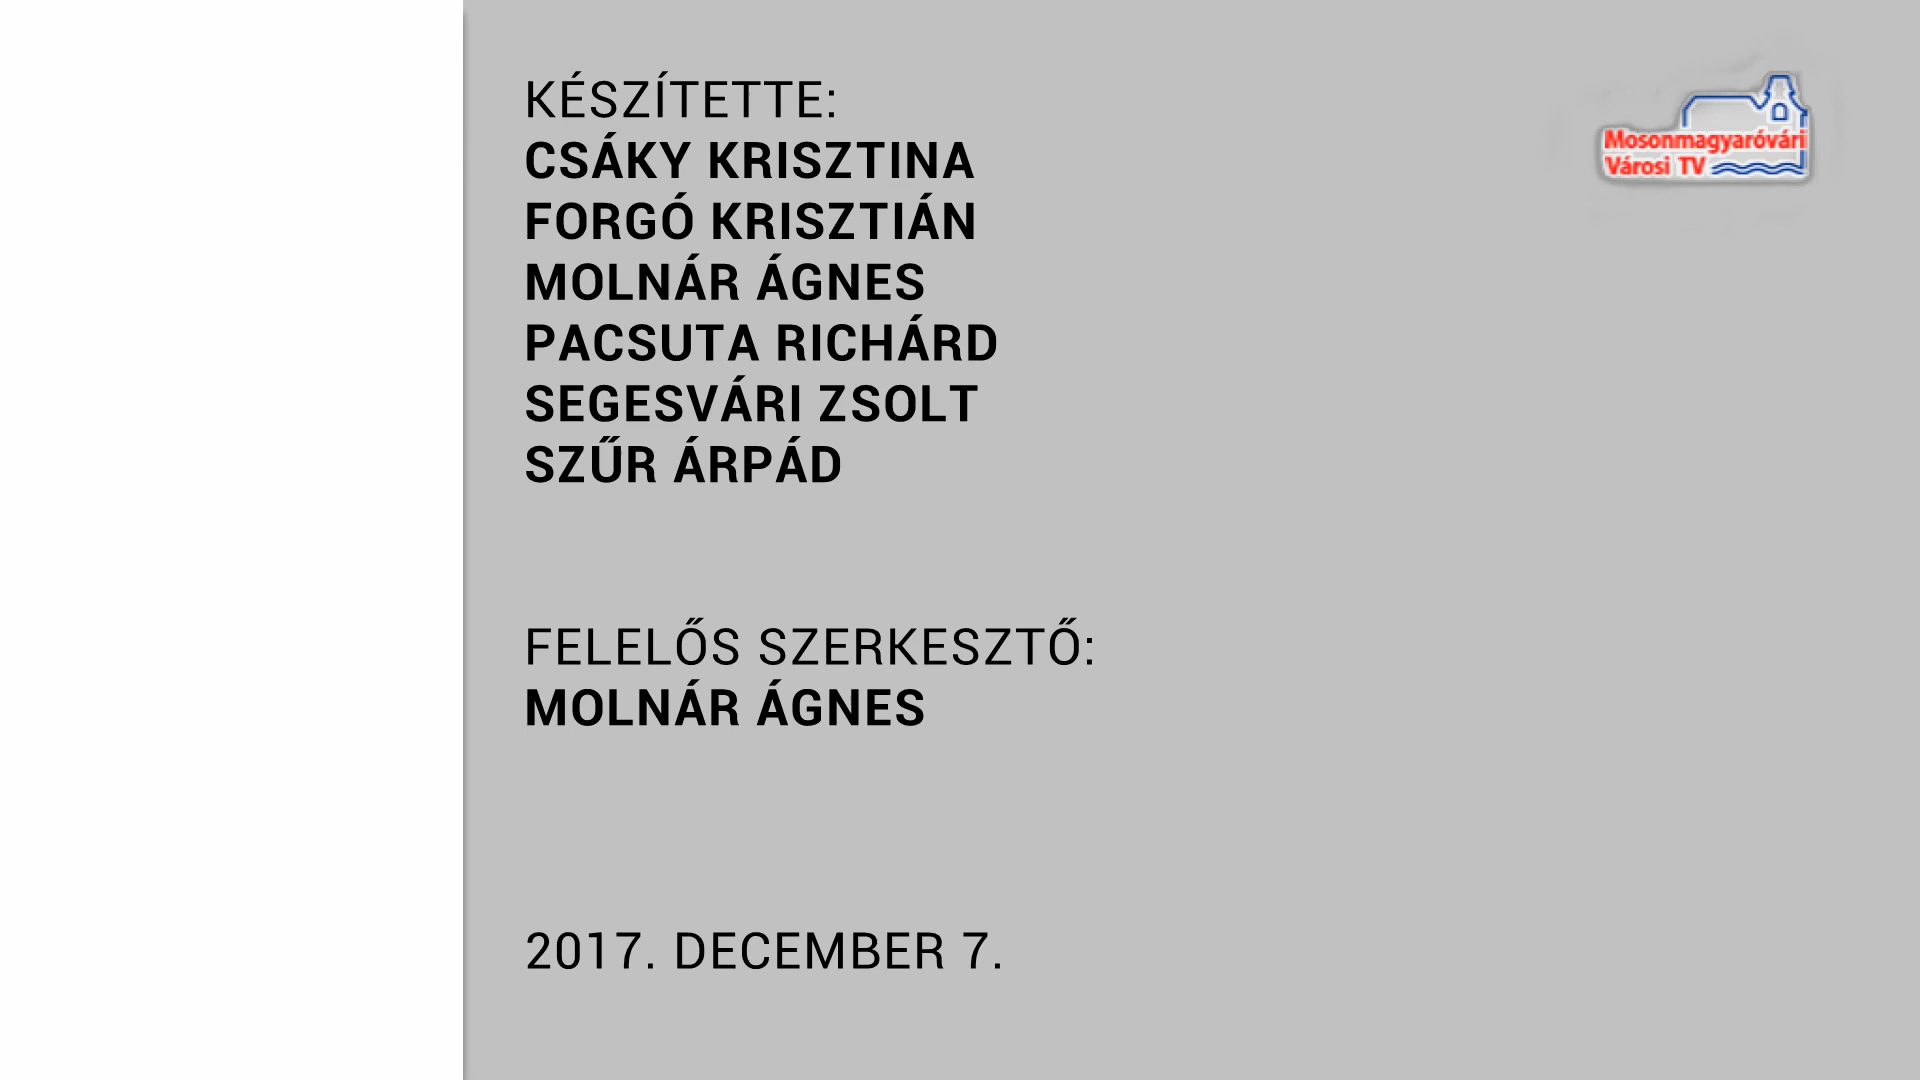 KÉSZÍTETTE:
CSÁKY KRISZTINA
FORGÓ KRISZTIÁN
MOLNÁR ÁGNES
PACSUTA RICHÁRD
SEGESVÁRI ZSOLT
SZŰR ÁRPÁD
FELELŐS SZERKESZTŐ:
MOLNÁR ÁGNES
2017. DECEMBER 7.
Mosonmagyaróvári
Városi TV